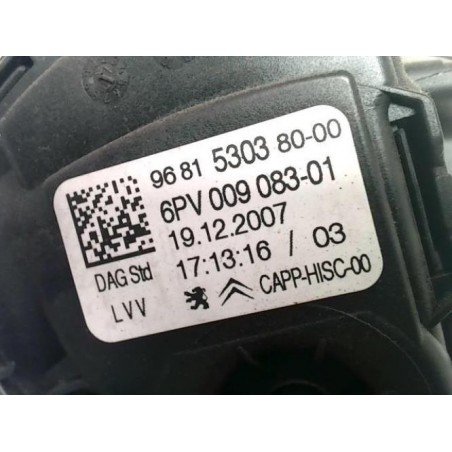 96 81 5303 80-00
6PV 009 083-01
19.12.2007
DAG Std
17:13:16 / 03
LVV
CAPP-HISC-00